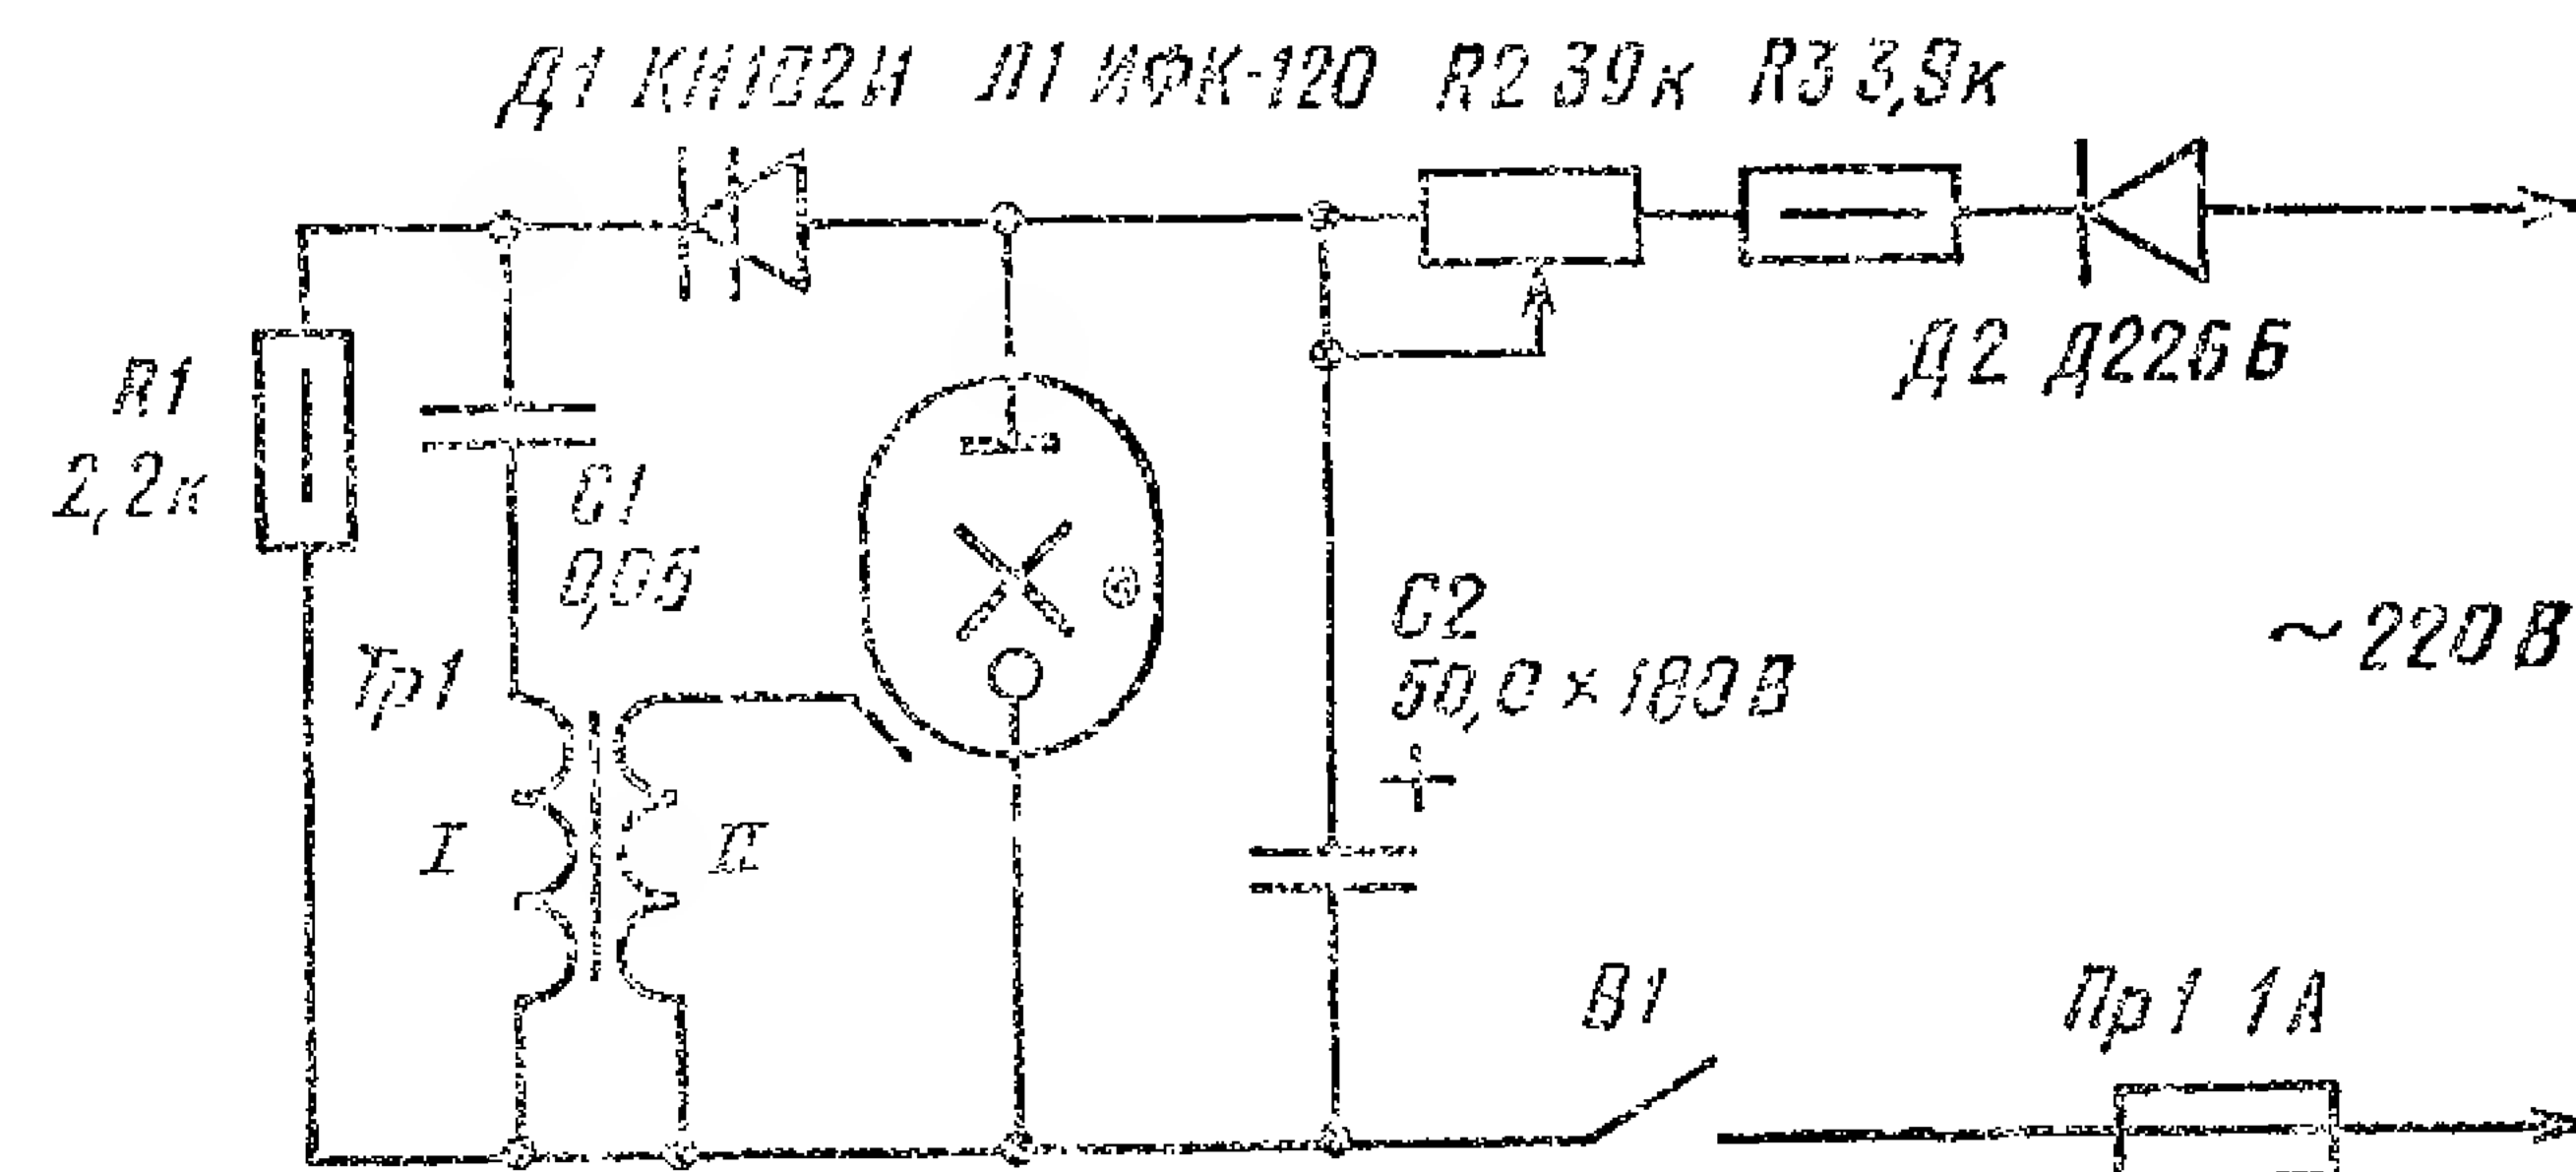 Д1 КН102И Л1 ИФК-120 R2 39к R3 3,9к
Д2 Д226Б
R1
2,2к
С1
0,05
Тр1
С2
50,0 × 180В
+
~220В
I
II
В1
Пр1 1А